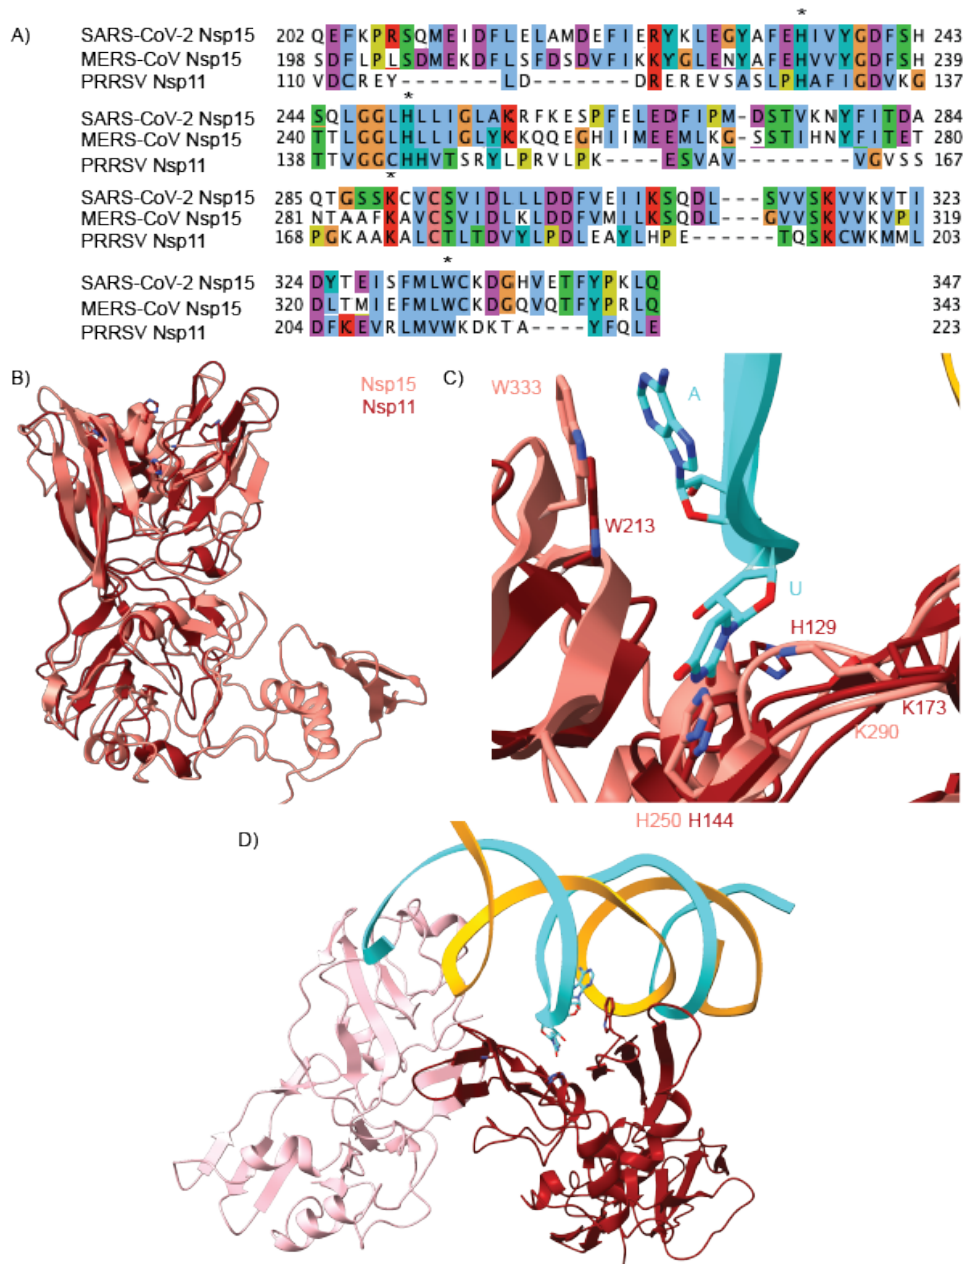 A)
*
SARS-CoV-2 Nsp15 202 QEFKPRSQMEIDFLELAMDEFIERYKLEGYAFEHIVYGDFSH 243
MERS-CoV Nsp15 198 SDFLPLSDMEKDFLSFDSDVFIKKYGLENYAFEHVVYGDFSH 239
PRRSV Nsp11 110 VDCREY-------LD-------DREREVSASLPHAFIGDVKG 137
*
SARS-CoV-2 Nsp15 244 SQLGGLHLLIGLAKRFKESPFELEDFIPM-DSTVKNYFITDA 284
MERS-CoV Nsp15 240 TTLGGLHLLIGLYKKQQEGHIIMEEMLKG-SSTIHNYFITET 280
PRRSV Nsp11 138 TTVGGCHHVTSRYLPRVLPK----ESVAV--------VGVSS 167
*
SARS-CoV-2 Nsp15 285 QTGSSKCVCSVIDLLLDDFVEIIKSQDL---SVVSKVVKVTI 323
MERS-CoV Nsp15 281 NTAAFKAVCSVIDLKLDDFVMILKSQDL---GVVSKVVKVPI 319
PRRSV Nsp11 168 PGKAAKALCTLTDVYLPDLEAYLHPE------TQSKCWKMML 203
*
SARS-CoV-2 Nsp15 324 DYTEISFMLWCKDGHVETFYPKLQ 347
MERS-CoV Nsp15 320 DLTMIEFMLWCKDGQVQTFYPRLQ 343
PRRSV Nsp11 204 DFKEVRLMVWKDKTA----YFQLE 223
B)
Nsp15
Nsp11
C)
W333
A
W213
U
H129
K173
K290
H250 H144
D)